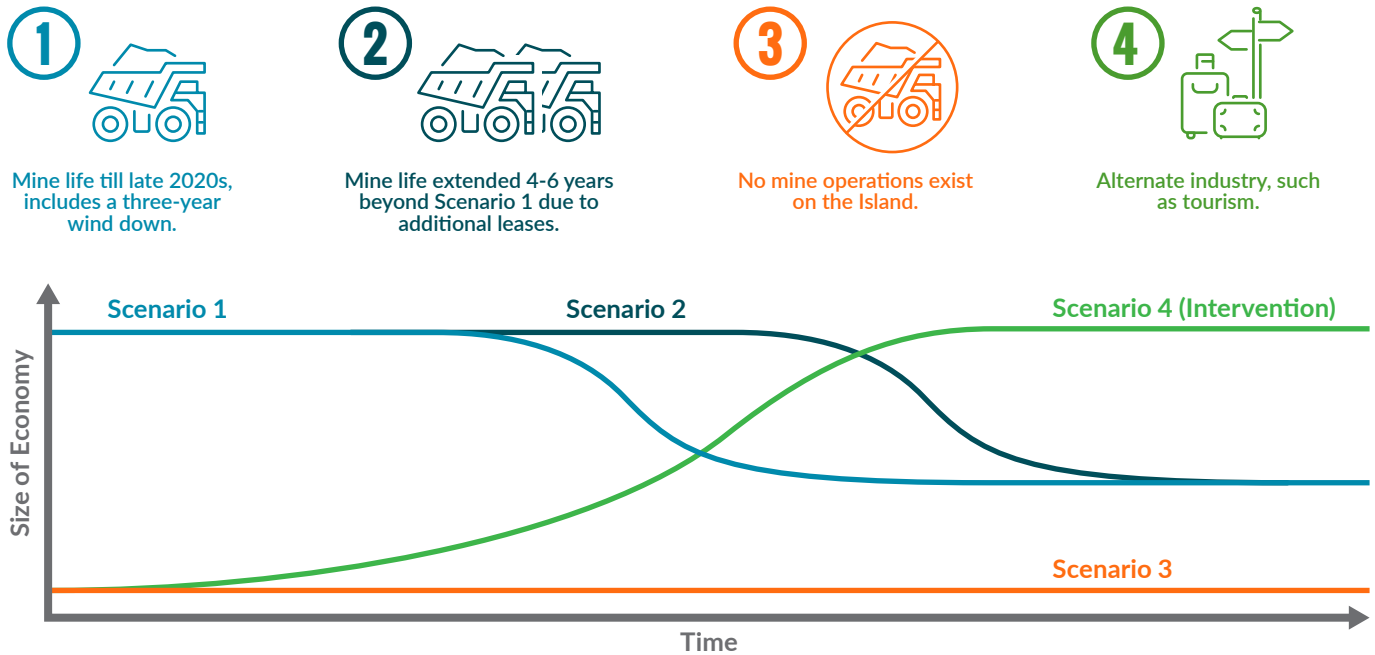 1
Mine life till late 2020s,
includes a three-year
wind down.
2
Mine life extended 4-6 years
beyond Scenario 1 due to
additional leases.
3
No mine operations exist
on the Island.
4
Alternate industry, such
as tourism.
Scenario 1
Scenario 2
Scenario 4 (Intervention)
Size of Economy
Scenario 3
Time